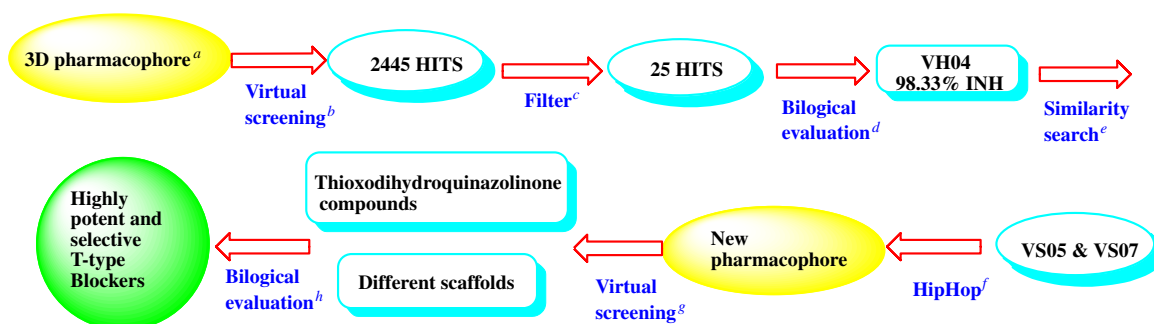 3D pharmacophore a
Virtual
screening b
2445 HITS
Filter c
25 HITS
Bilogical
evaluation d
VH04
98.33% INH
Similarity
search e
Highly
potent and
selective
T-type
Blockers
Bilogical
evaluation h
Thioxodihydroquinazolinone
compounds
Different scaffolds
Virtual
screening g
New
pharmacophore
HipHop f
VS05 & VS07